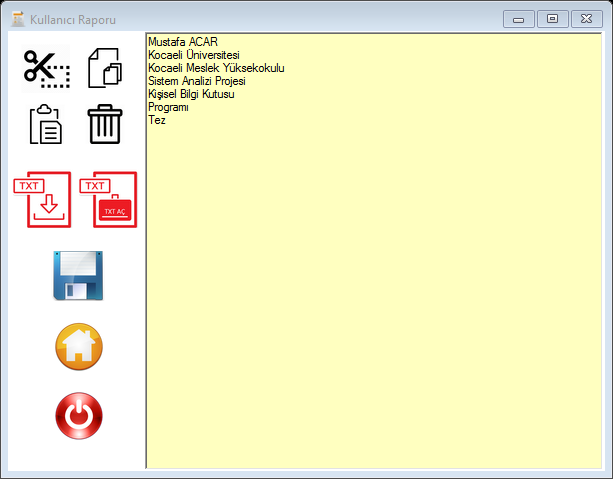 Kullanıcı Raporu
Mustafa ACAR
Kocaeli Üniversitesi
Kocaeli Meslek Yüksekokulu
Sistem Analizi Projesi
Kişisel Bilgi Kutusu
Programı
Tez
TXT
TXT
TXT AÇ